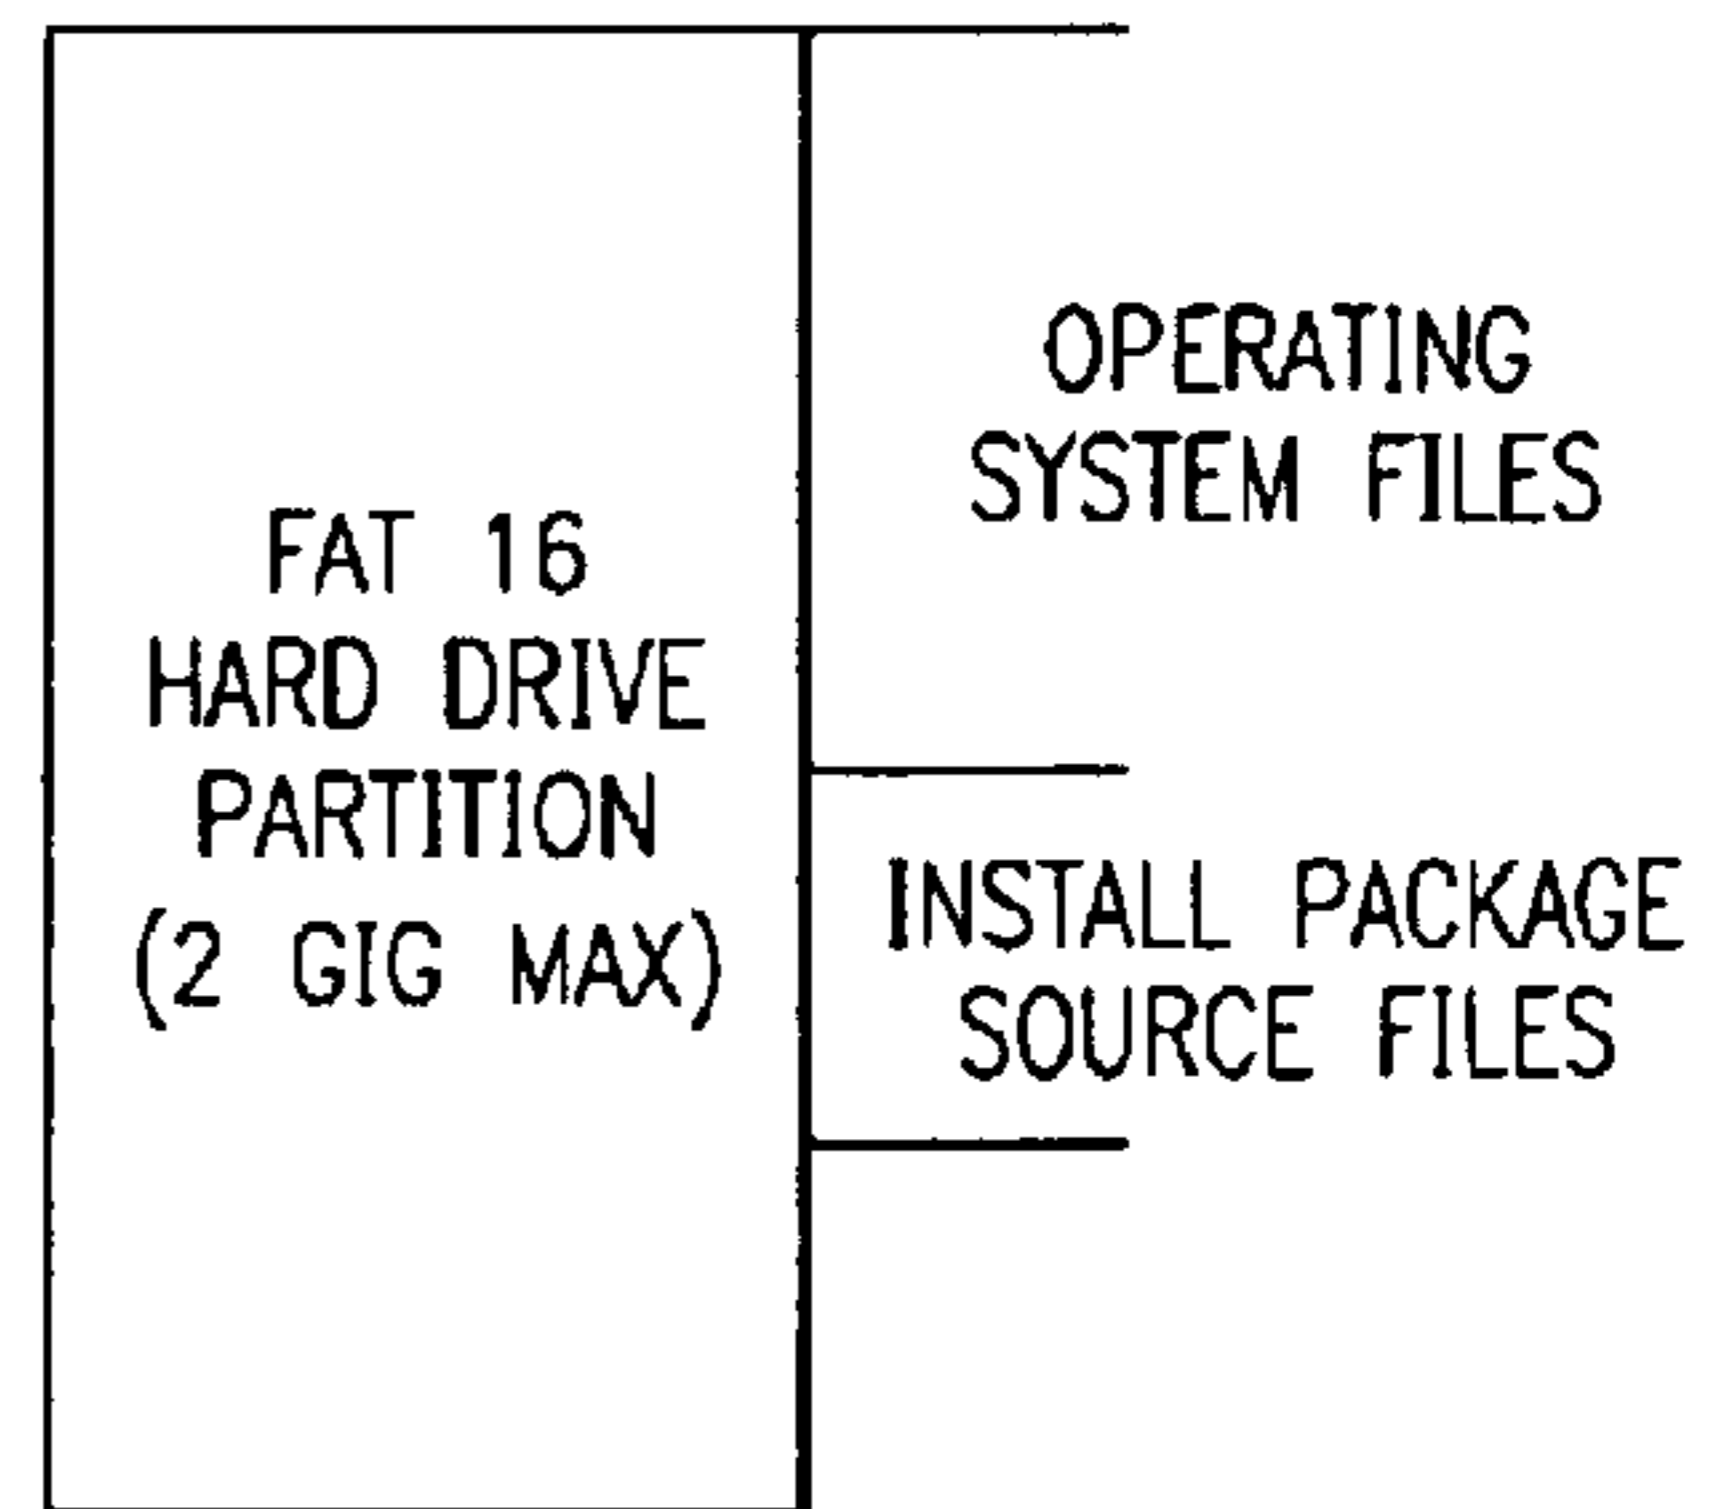 FAT 16
HARD DRIVE
PARTITION
(2 GIG MAX)
OPERATING
SYSTEM FILES
INSTALL PACKAGE
SOURCE FILES